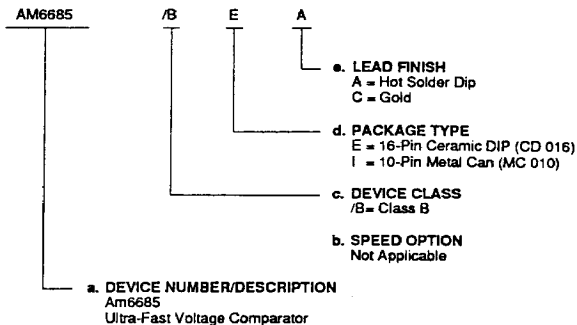 AM6685 /B E A
e. LEAD FINISH
A = Hot Solder Dip
C = Gold
d. PACKAGE TYPE
E = 16-Pin Ceramic DIP (CD 016)
I = 10-Pin Metal Can (MC 010)
c. DEVICE CLASS
/B= Class B
b. SPEED OPTION
Not Applicable
a. DEVICE NUMBER/DESCRIPTION
Am6685
Ultra-Fast Voltage Comparator